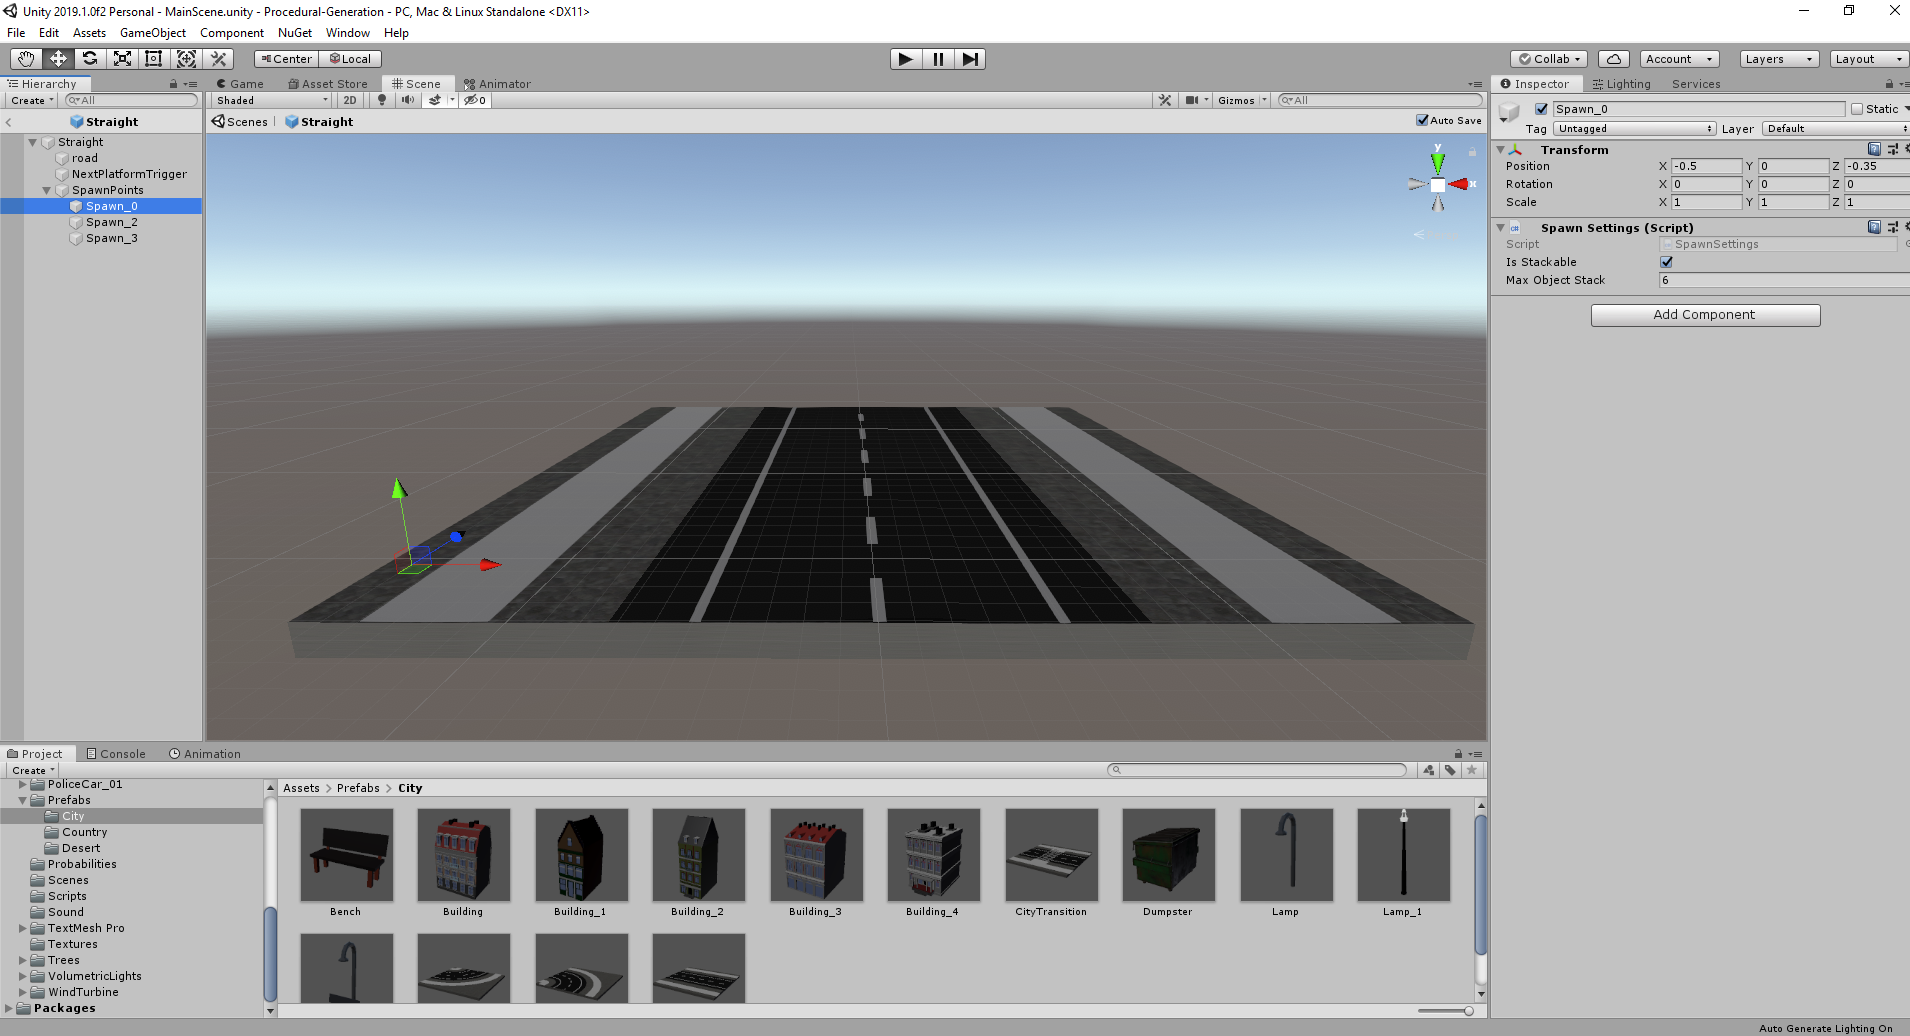 Unity 2019.1.0f2 Personal - MainScene.unity - Procedural-Generation - PC, Mac & Linux Standalone <DX11>
File Edit Assets GameObject Component NuGet Window Help
Center Local Collab Account Layers Layout
Hierarchy Game Asset Store Scene Animator Inspector Lighting Services
Create All Shaded 2D 0 Gizmos All
Straight Scenes Straight Auto Save Spawn_0 Static
Tag Untagged Layer Default
Straight
road
NextPlatformTrigger
SpawnPoints
Spawn_0
Spawn_2
Spawn_3
y
x
Transform
Position X -0.5 Y 0 Z -0.35
Rotation X 0 Y 0 Z 0
Scale X 1 Y 1 Z 1
Spawn Settings (Script)
Script SpawnSettings
Is Stackable
Max Object Stack 6
Add Component
Project Console Animation
Create
PoliceCar_01
Prefabs
City
Country
Desert
Probabilities
Scenes
Scripts
Sound
TextMesh Pro
Textures
Trees
VolumetricLights
WindTurbine
Packages
Assets > Prefabs > City
Bench Building Building_1 Building_2 Building_3 Building_4 CityTransition Dumpster Lamp Lamp_1
Auto Generate Lighting On